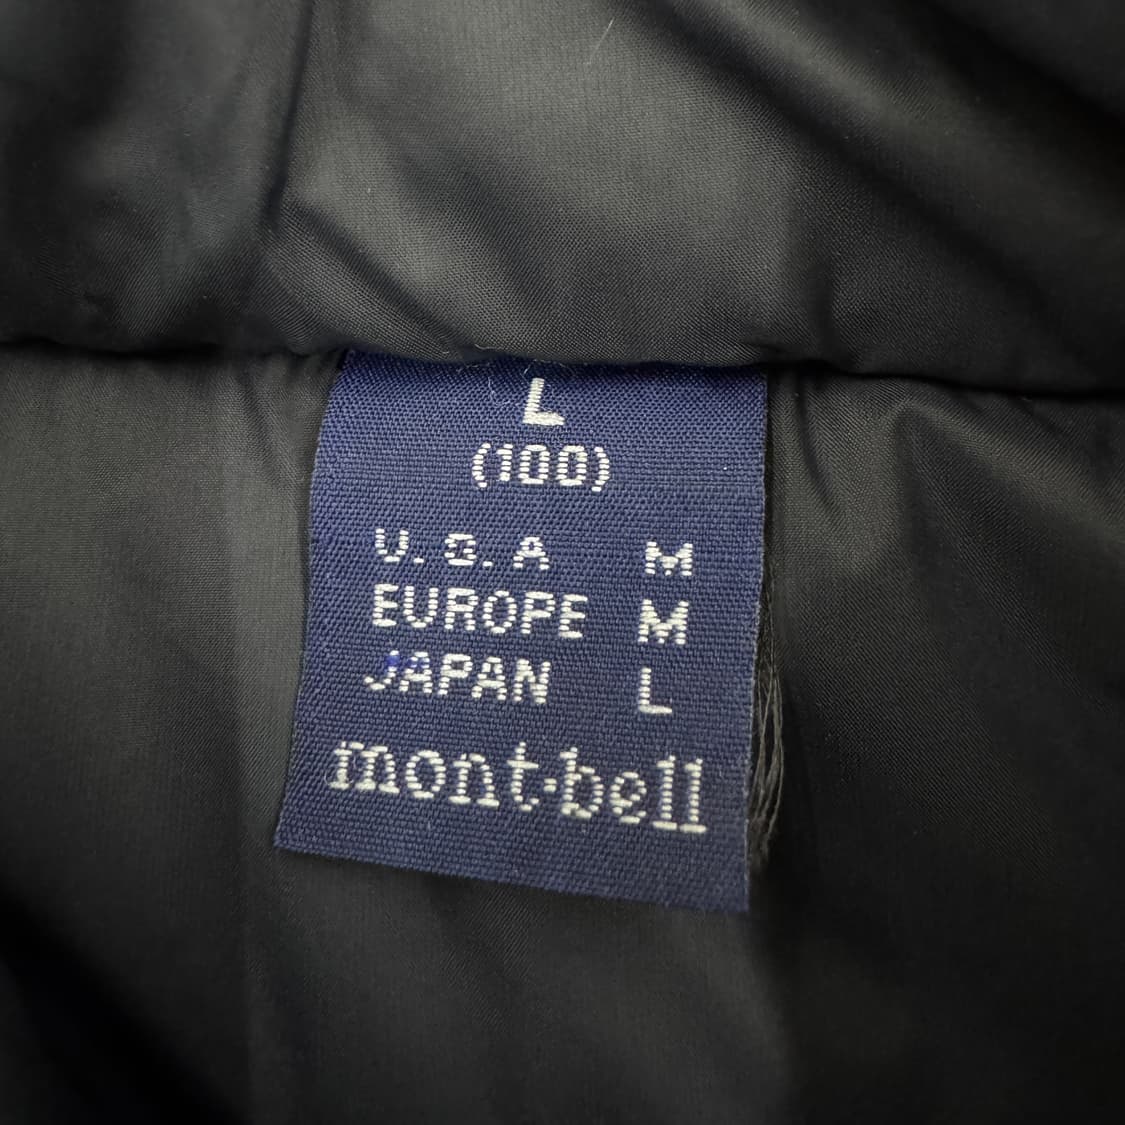 L
(100)
U.S.A M
EUROPE M
JAPAN L
mont·bell